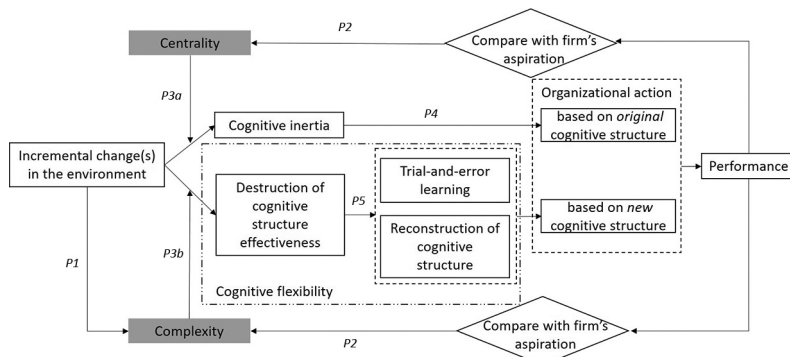 P2
Centrality
Compare with firm's
aspiration
P3a
Organizational action
Cognitive inertia
P4
based on original
cognitive structure
Incremental change(s)
in the environment
Performance
Destruction of
cognitive
structure
effectiveness
P5
Trial-and-error
learning
Reconstruction of
cognitive
structure
based on new
cognitive structure
P1
P3b
Cognitive flexibility
Complexity
P2
Compare with firm's
aspiration